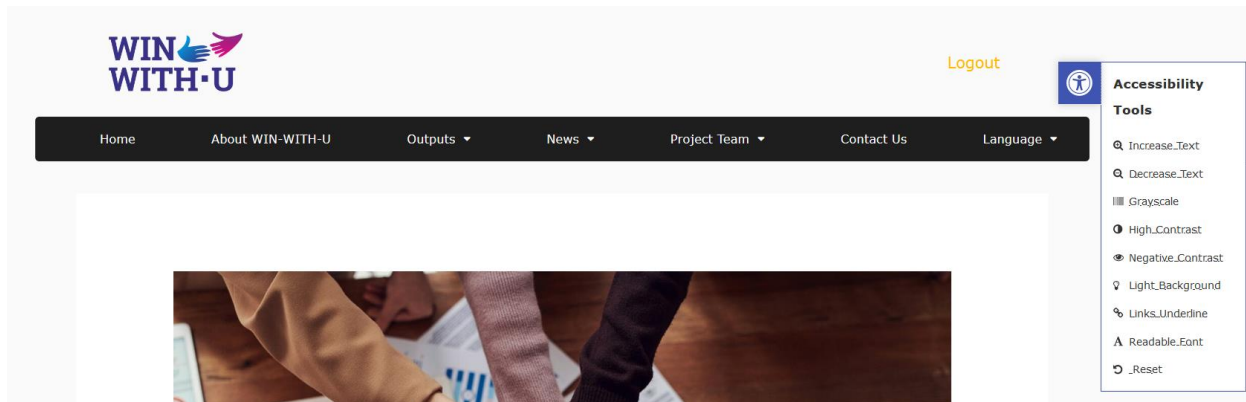 WIN
WITH·U
Logout
Home About WIN-WITH-U Outputs News Project Team Contact Us Language
Accessibility
Tools
Increase Text
Decrease Text
Grayscale
High Contrast
Negative Contrast
Light Background
Links Underline
Readable Font
Reset